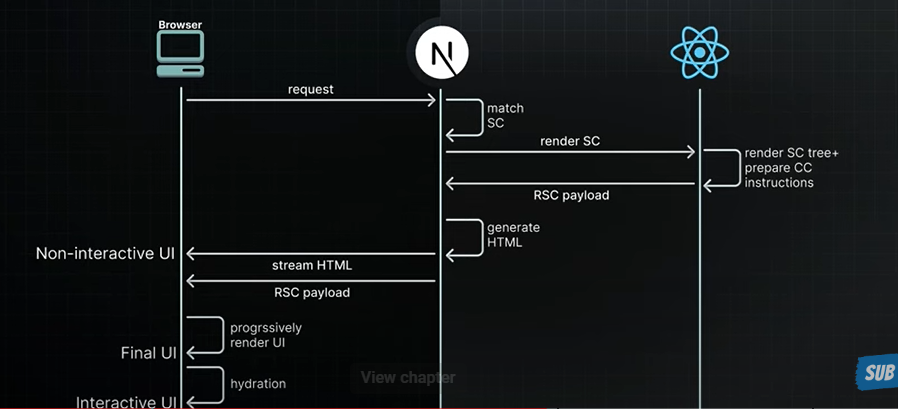 Browser
request
match
SC
render SC
render SC tree+
prepare CC
instructions
RSC payload
generate
HTML
Non-interactive UI
stream HTML
RSC payload
progrssively
render UI
Final UI
View chapter
SUB
hydration
Interactive UI